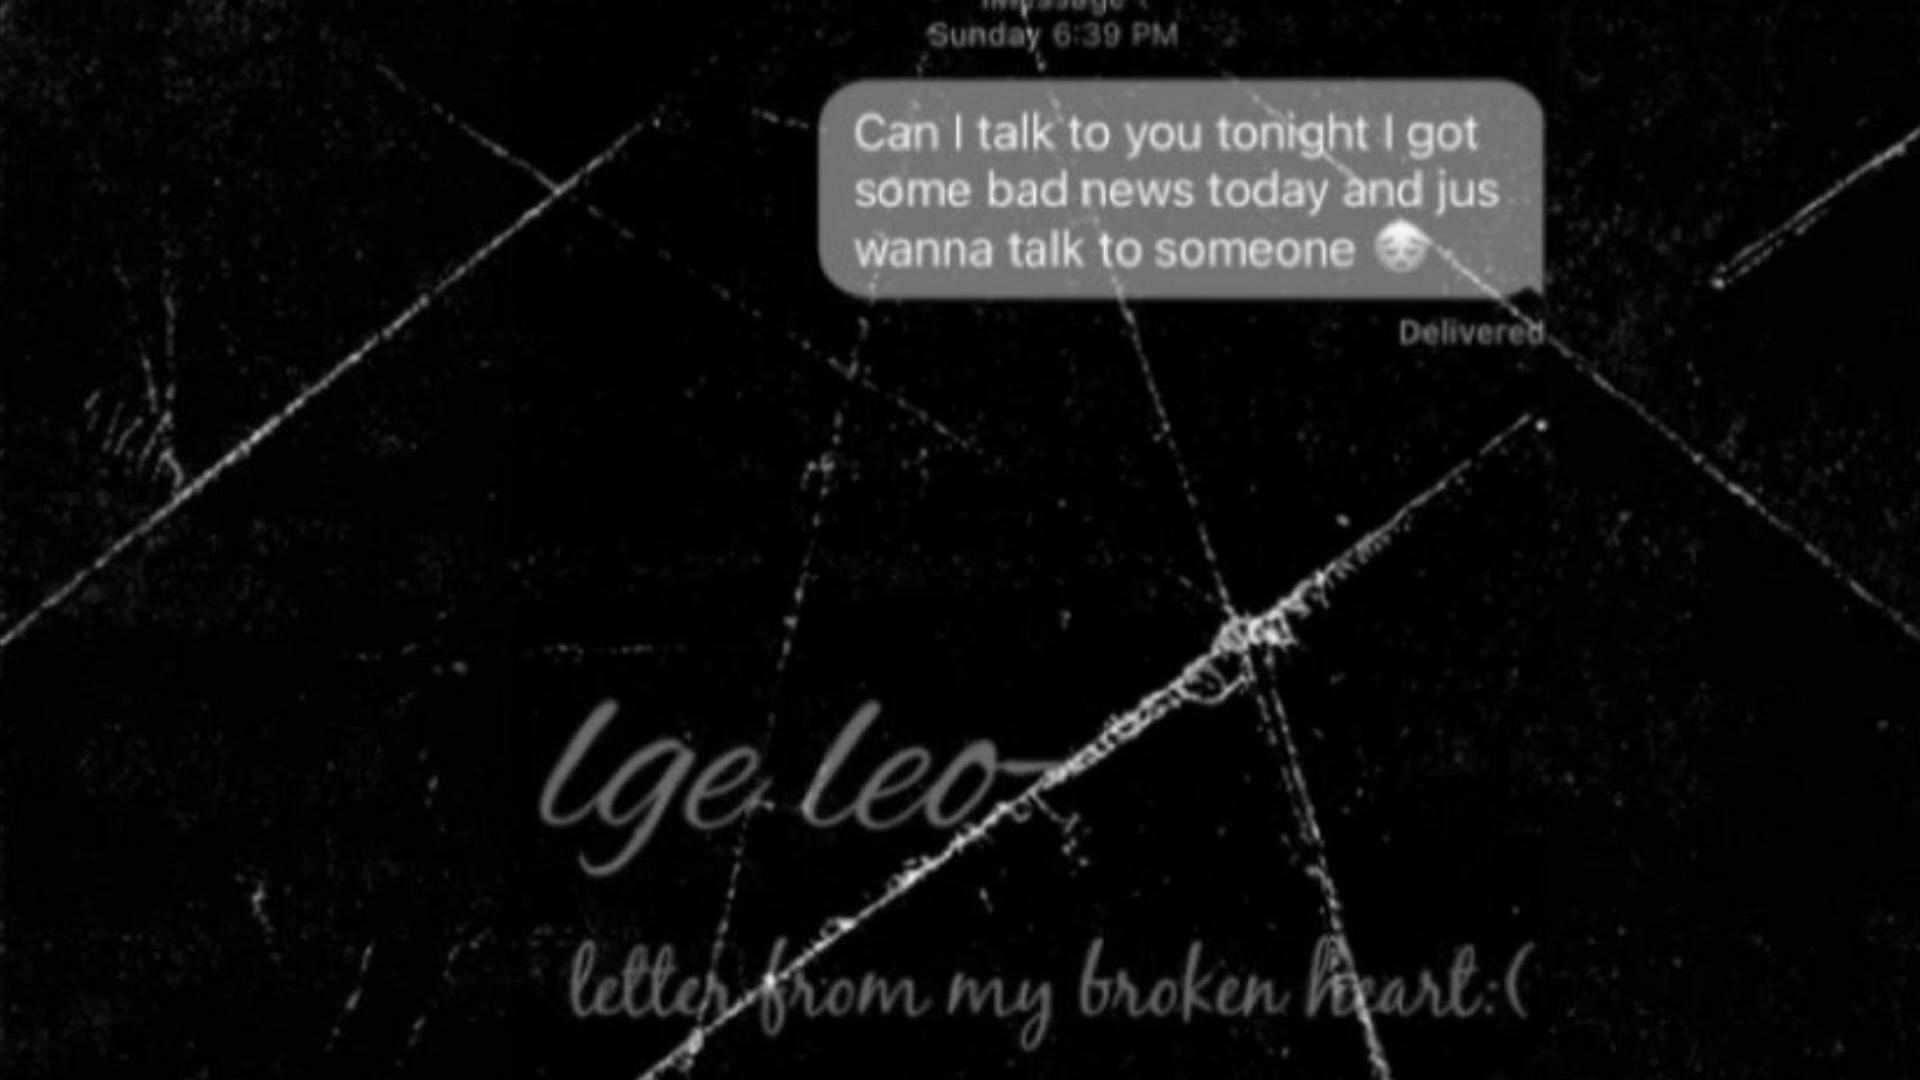 iMessage
Sunday 6:39 PM
Can I talk to you tonight I got
some bad news today and jus
wanna talk to someone 😔
Delivered
lge leo
letter from my broken heart:(